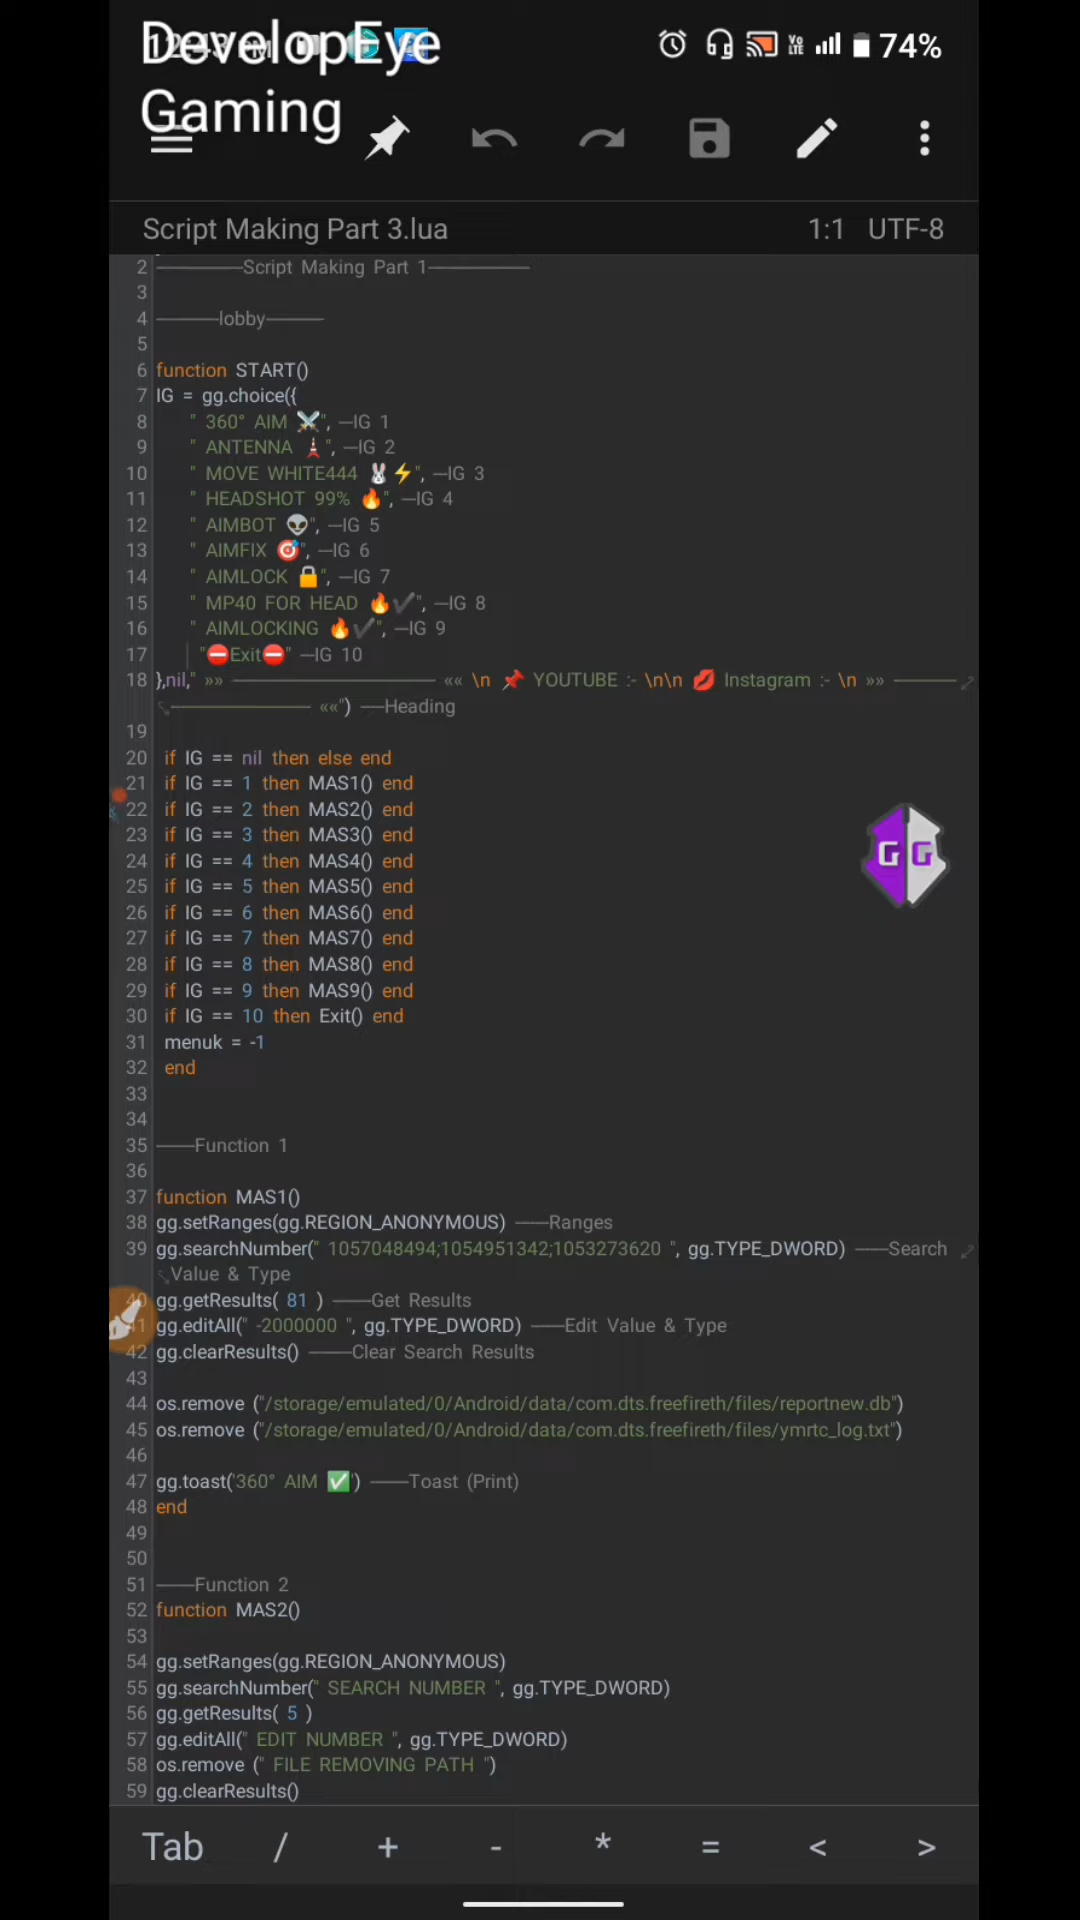 DevelopEye
Gaming
74%
Script Making Part 3.lua 1:1 UTF-8
2 ————Script Making Part 1————
3
4 ———lobby———
5
6 function START()
7 IG = gg.choice({
8 " 360° AIM ⚔️", —IG 1
9 " ANTENNA 🗼", —IG 2
10 " MOVE WHITE444 🐰⚡", —IG 3
11 " HEADSHOT 99% 🔥", —IG 4
12 " AIMBOT 👽", —IG 5
13 " AIMFIX 🎯", —IG 6
14 " AIMLOCK 🔒", —IG 7
15 " MP40 FOR HEAD 🔥✔️", —IG 8
16 " AIMLOCKING 🔥✔️", —IG 9
17 "⛔Exit⛔" —IG 10
18 },nil," »» —————————— «« \n 📌 YOUTUBE :- \n\n 💋 Instagram :- \n »» ———
——————— ««") ——Heading
19
20 if IG == nil then else end
21 if IG == 1 then MAS1() end
22 if IG == 2 then MAS2() end
23 if IG == 3 then MAS3() end
24 if IG == 4 then MAS4() end
25 if IG == 5 then MAS5() end
26 if IG == 6 then MAS6() end
27 if IG == 7 then MAS7() end
28 if IG == 8 then MAS8() end
29 if IG == 9 then MAS9() end
30 if IG == 10 then Exit() end
31 menuk = -1
32 end
33
34
35 ——Function 1
36
37 function MAS1()
38 gg.setRanges(gg.REGION_ANONYMOUS) ——Ranges
39 gg.searchNumber(" 1057048494;1054951342;1053273620 ", gg.TYPE_DWORD) ——Search
Value & Type
40 gg.getResults( 81 ) ——Get Results
41 gg.editAll(" -2000000 ", gg.TYPE_DWORD) ——Edit Value & Type
42 gg.clearResults() ——Clear Search Results
43
44 os.remove ("/storage/emulated/0/Android/data/com.dts.freefireth/files/reportnew.db")
45 os.remove ("/storage/emulated/0/Android/data/com.dts.freefireth/files/ymrtc_log.txt")
46
47 gg.toast('360° AIM ✅') ——Toast (Print)
48 end
49
50
51 ——Function 2
52 function MAS2()
53
54 gg.setRanges(gg.REGION_ANONYMOUS)
55 gg.searchNumber(" SEARCH NUMBER ", gg.TYPE_DWORD)
56 gg.getResults( 5 )
57 gg.editAll(" EDIT NUMBER ", gg.TYPE_DWORD)
58 os.remove (" FILE REMOVING PATH ")
59 gg.clearResults()
GG
Tab / + - * = < >